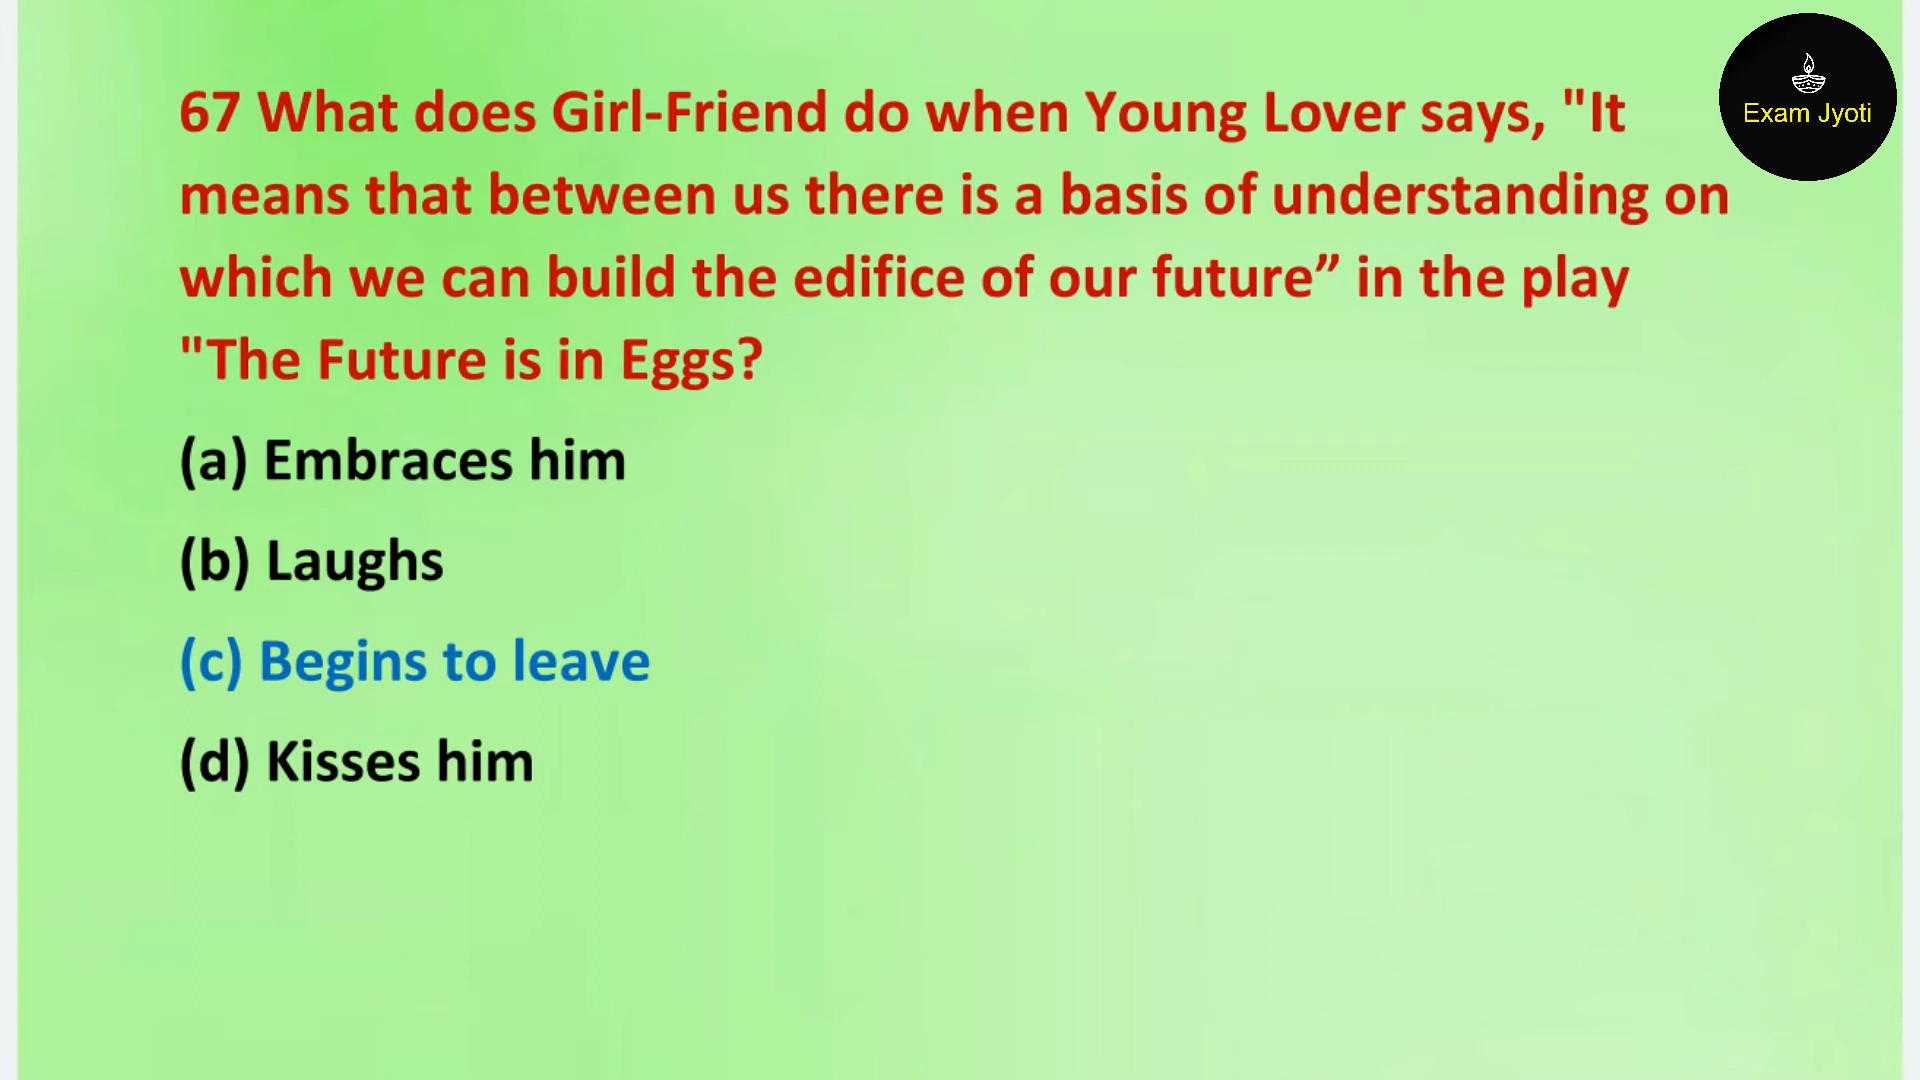 Exam Jyoti
67 What does Girl-Friend do when Young Lover says, "It
means that between us there is a basis of understanding on
which we can build the edifice of our future” in the play
"The Future is in Eggs?
(a) Embraces him
(b) Laughs
(c) Begins to leave
(d) Kisses him